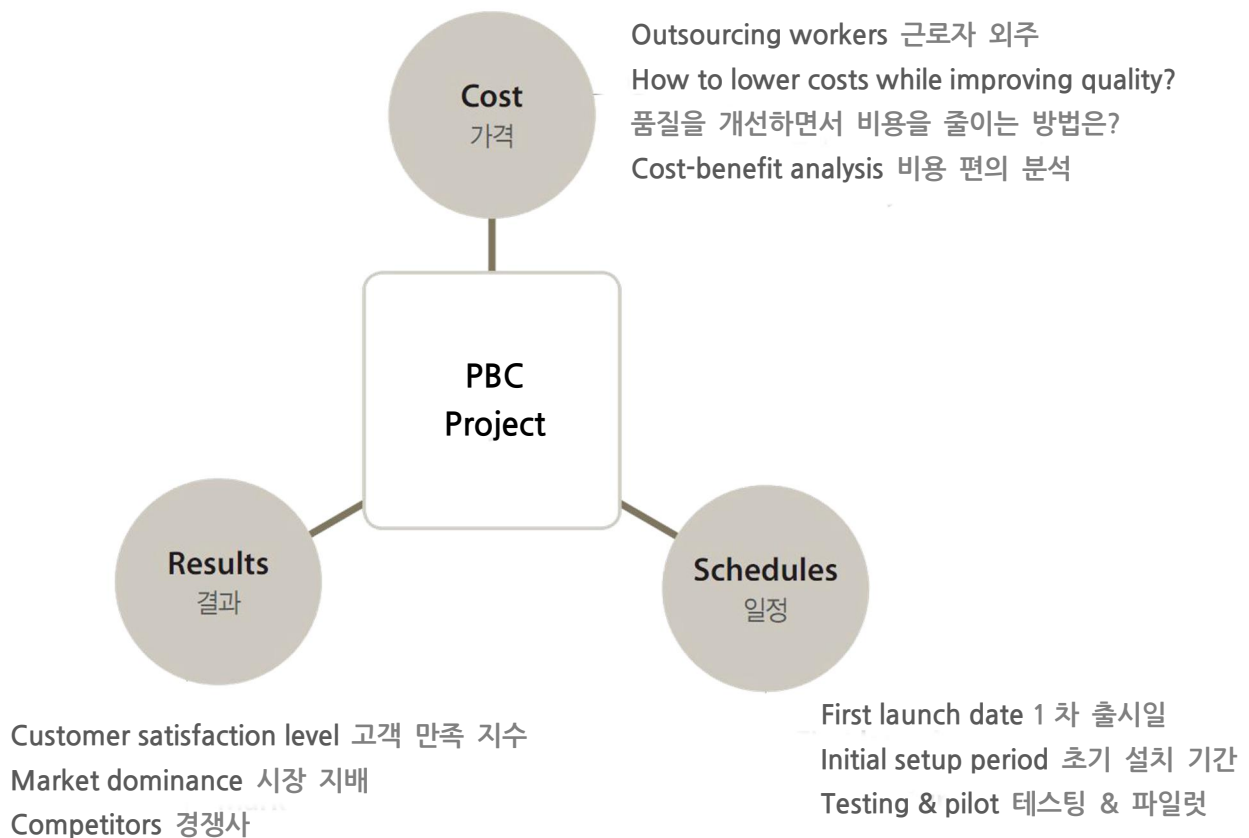 Cost
가격
Outsourcing workers 근로자 외주
How to lower costs while improving quality?
품질을 개선하면서 비용을 줄이는 방법은?
Cost-benefit analysis 비용 편의 분석
PBC
Project
Results
결과
Customer satisfaction level 고객 만족 지수
Market dominance 시장 지배
Competitors 경쟁사
Schedules
일정
First launch date 1 차 출시일
Initial setup period 초기 설치 기간
Testing & pilot 테스팅 & 파일럿